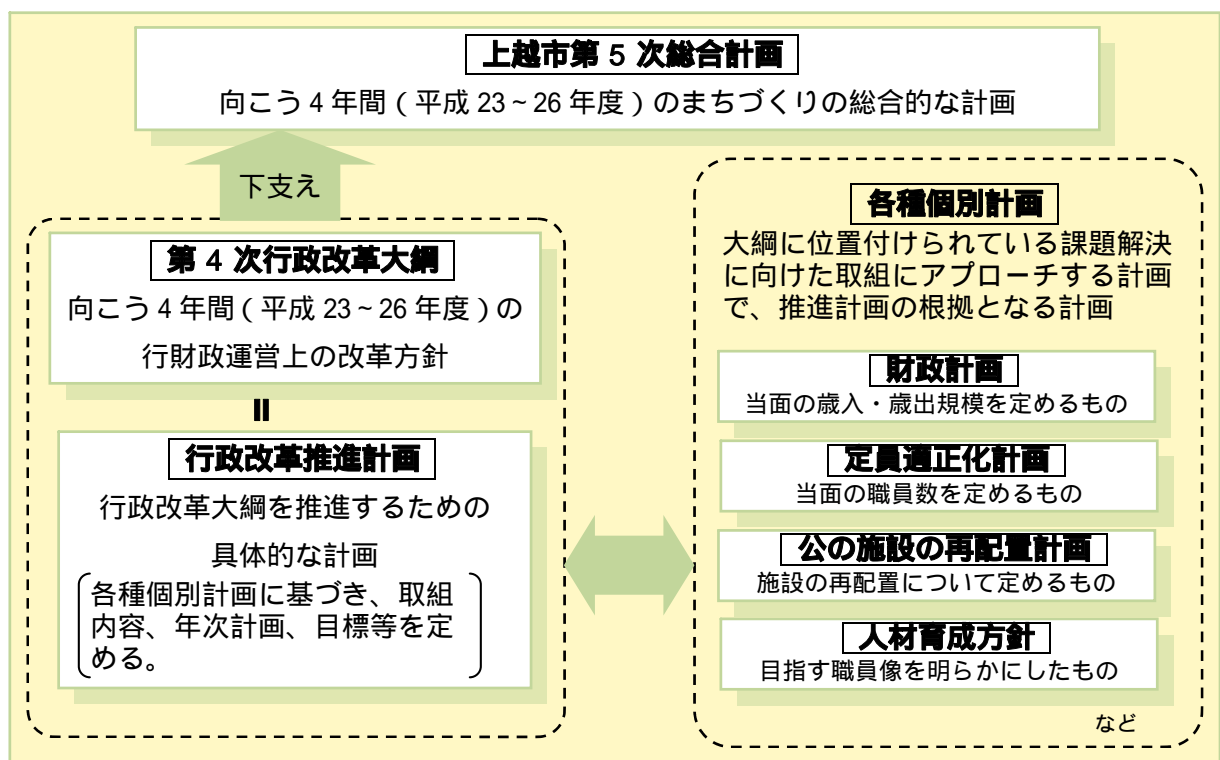 上越市第 5 次総合計画
向こう 4 年間（平成 23～26 年度）のまちづくりの総合的な計画
下支え
第 4 次行政改革大綱
向こう 4 年間（平成 23～26 年度）の
行財政運営上の改革方針
＝
行政改革推進計画
行政改革大綱を推進するための
具体的な計画
各種個別計画に基づき、取組
内容、年次計画、目標等を定
める。
各種個別計画
大綱に位置付けられている課題解決
に向けた取組にアプローチする計画
で、推進計画の根拠となる計画
財政計画
当面の歳入・歳出規模を定めるもの
定員適正化計画
当面の職員数を定めるもの
公の施設の再配置計画
施設の再配置について定めるもの
人材育成方針
目指す職員像を明らかにしたもの
など